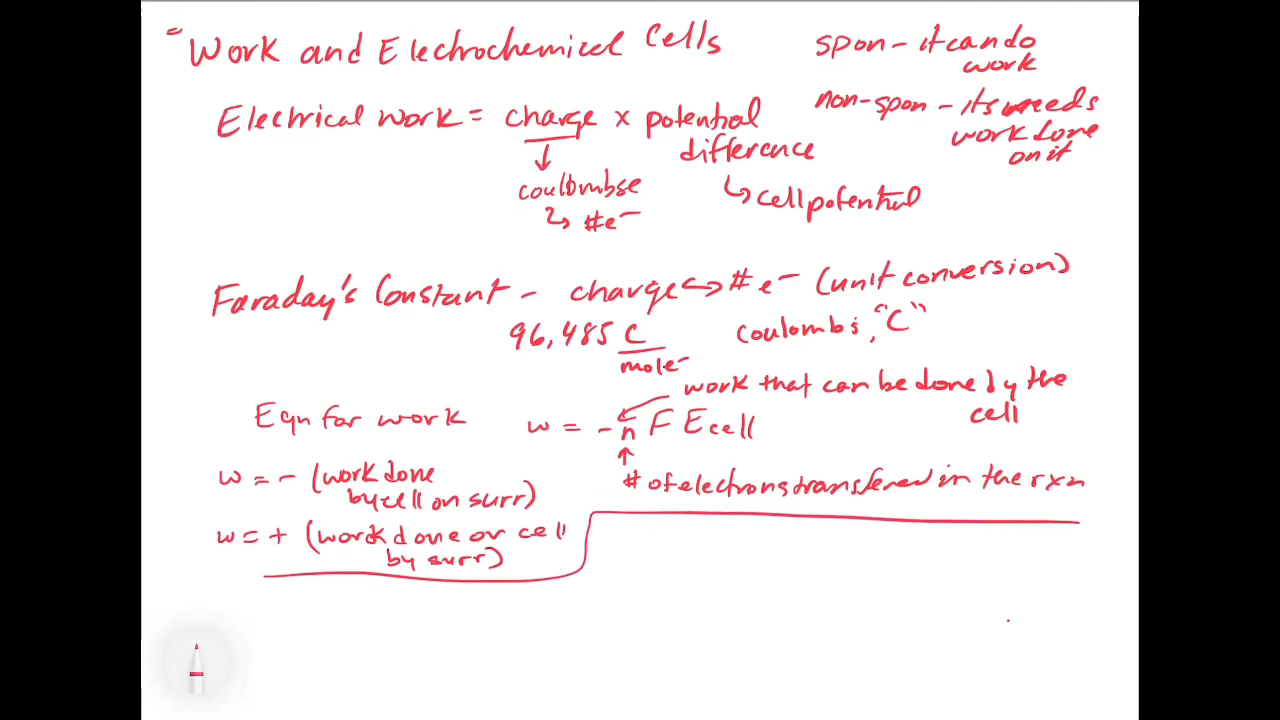 Work and Electrochemical Cells
spon - it can do
work
non-spon - its needs
work done
on it
Electrical work = charge x potential
difference
↓
coulombse
↳ #e⁻
↳ cell potential
Faraday's Constant - charge ↔ #e⁻ (unit conversion)
96,485 C
mole⁻
coulombs, "C"
work that can be done by the
cell
Eqn for work
w = -nFEcell
↑
# of electrons transferred in the rxn
w = - (work done
by cell on surr)
w = + (work done on cell
by surr)